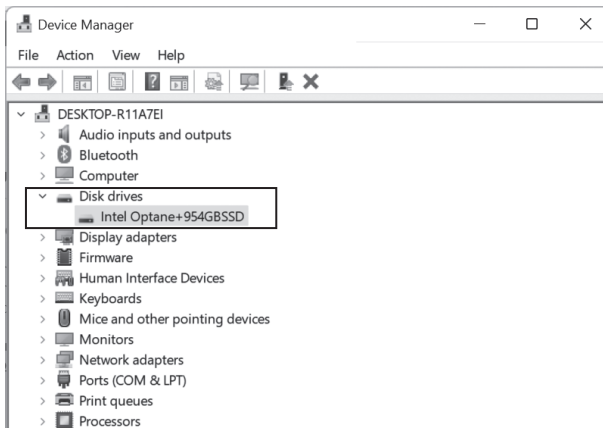 Device Manager
File Action View Help
DESKTOP-R11A7EI
Audio inputs and outputs
Bluetooth
Computer
Disk drives
Intel Optane+954GBSSD
Display adapters
Firmware
Human Interface Devices
Keyboards
Mice and other pointing devices
Monitors
Network adapters
Ports (COM & LPT)
Print queues
Processors